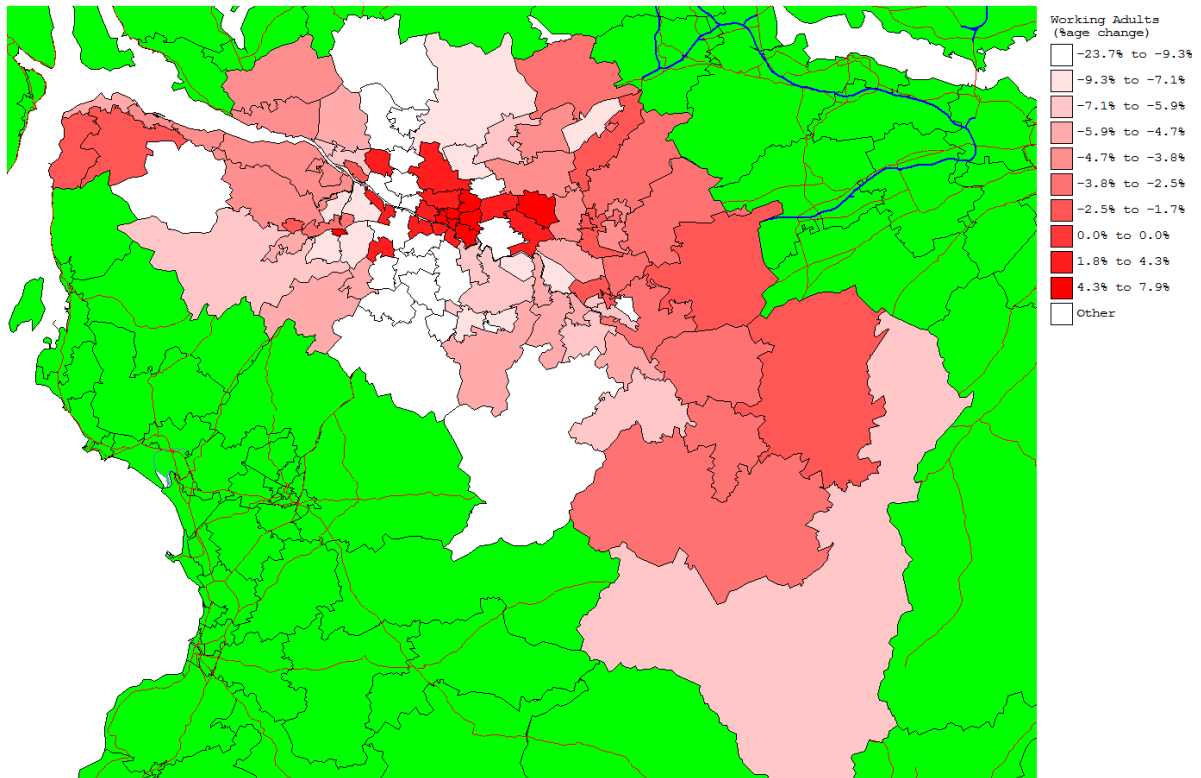 Working Adults
(%age change)
-23.7% to -9.3%
-9.3% to -7.1%
-7.1% to -5.9%
-5.9% to -4.7%
-4.7% to -3.8%
-3.8% to -2.5%
-2.5% to -1.7%
0.0% to 0.0%
1.8% to 4.3%
4.3% to 7.9%
Other